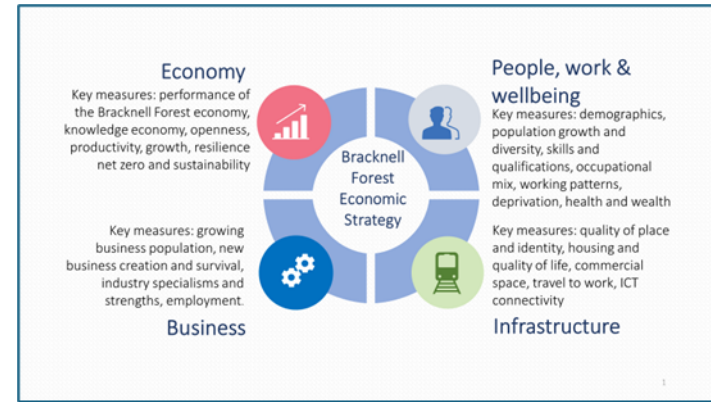 Economy
Key measures: performance of
the Bracknell Forest economy,
knowledge economy, openness,
productivity, growth, resilience
net zero and sustainability
People, work &
wellbeing
Key measures: demographics,
population growth and
diversity, skills and
qualifications, occupational
mix, working patterns,
deprivation, health and wealth
Bracknell
Forest
Economic
Strategy
Key measures: growing
business population, new
business creation and survival,
industry specialisms and
strengths, employment.
Business
Key measures: quality of place
and identity, housing and
quality of life, commercial
space, travel to work, ICT
connectivity
Infrastructure
1